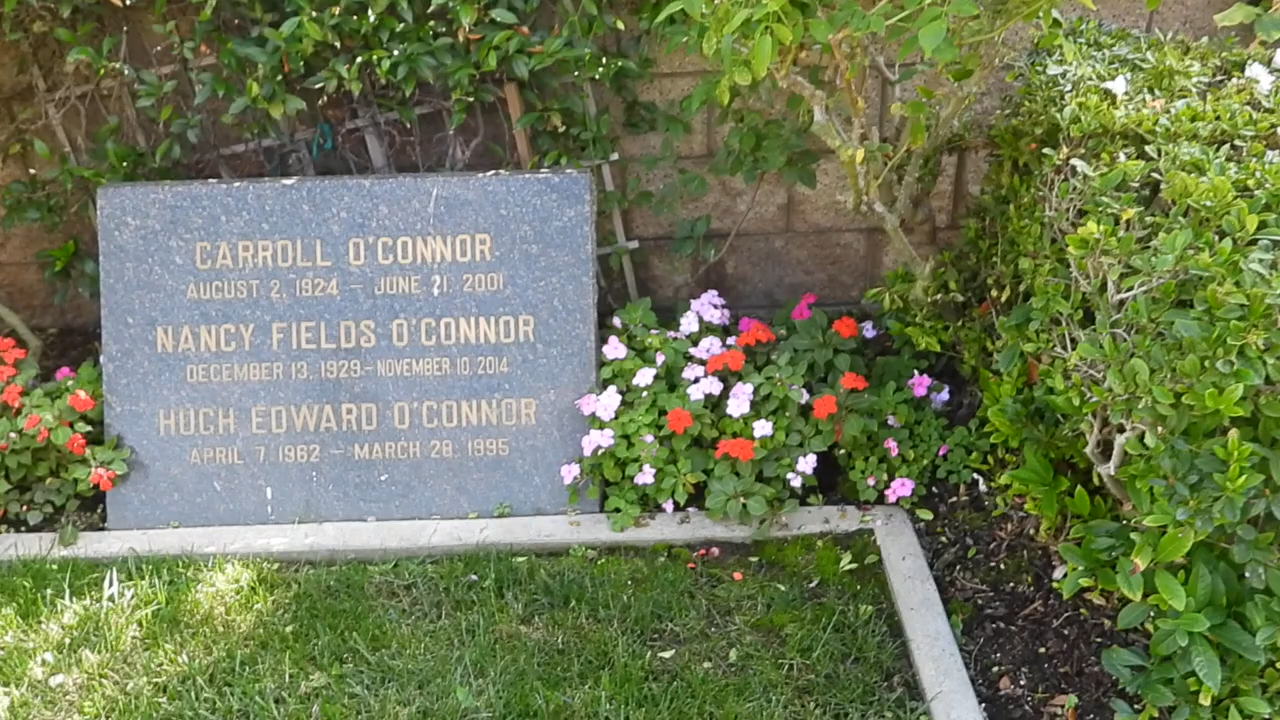 CARROLL O'CONNOR
AUGUST 2, 1924 – JUNE 21, 2001
NANCY FIELDS O'CONNOR
DECEMBER 13, 1929 – NOVEMBER 10, 2014
HUGH EDWARD O'CONNOR
APRIL 7, 1962 – MARCH 28, 1995